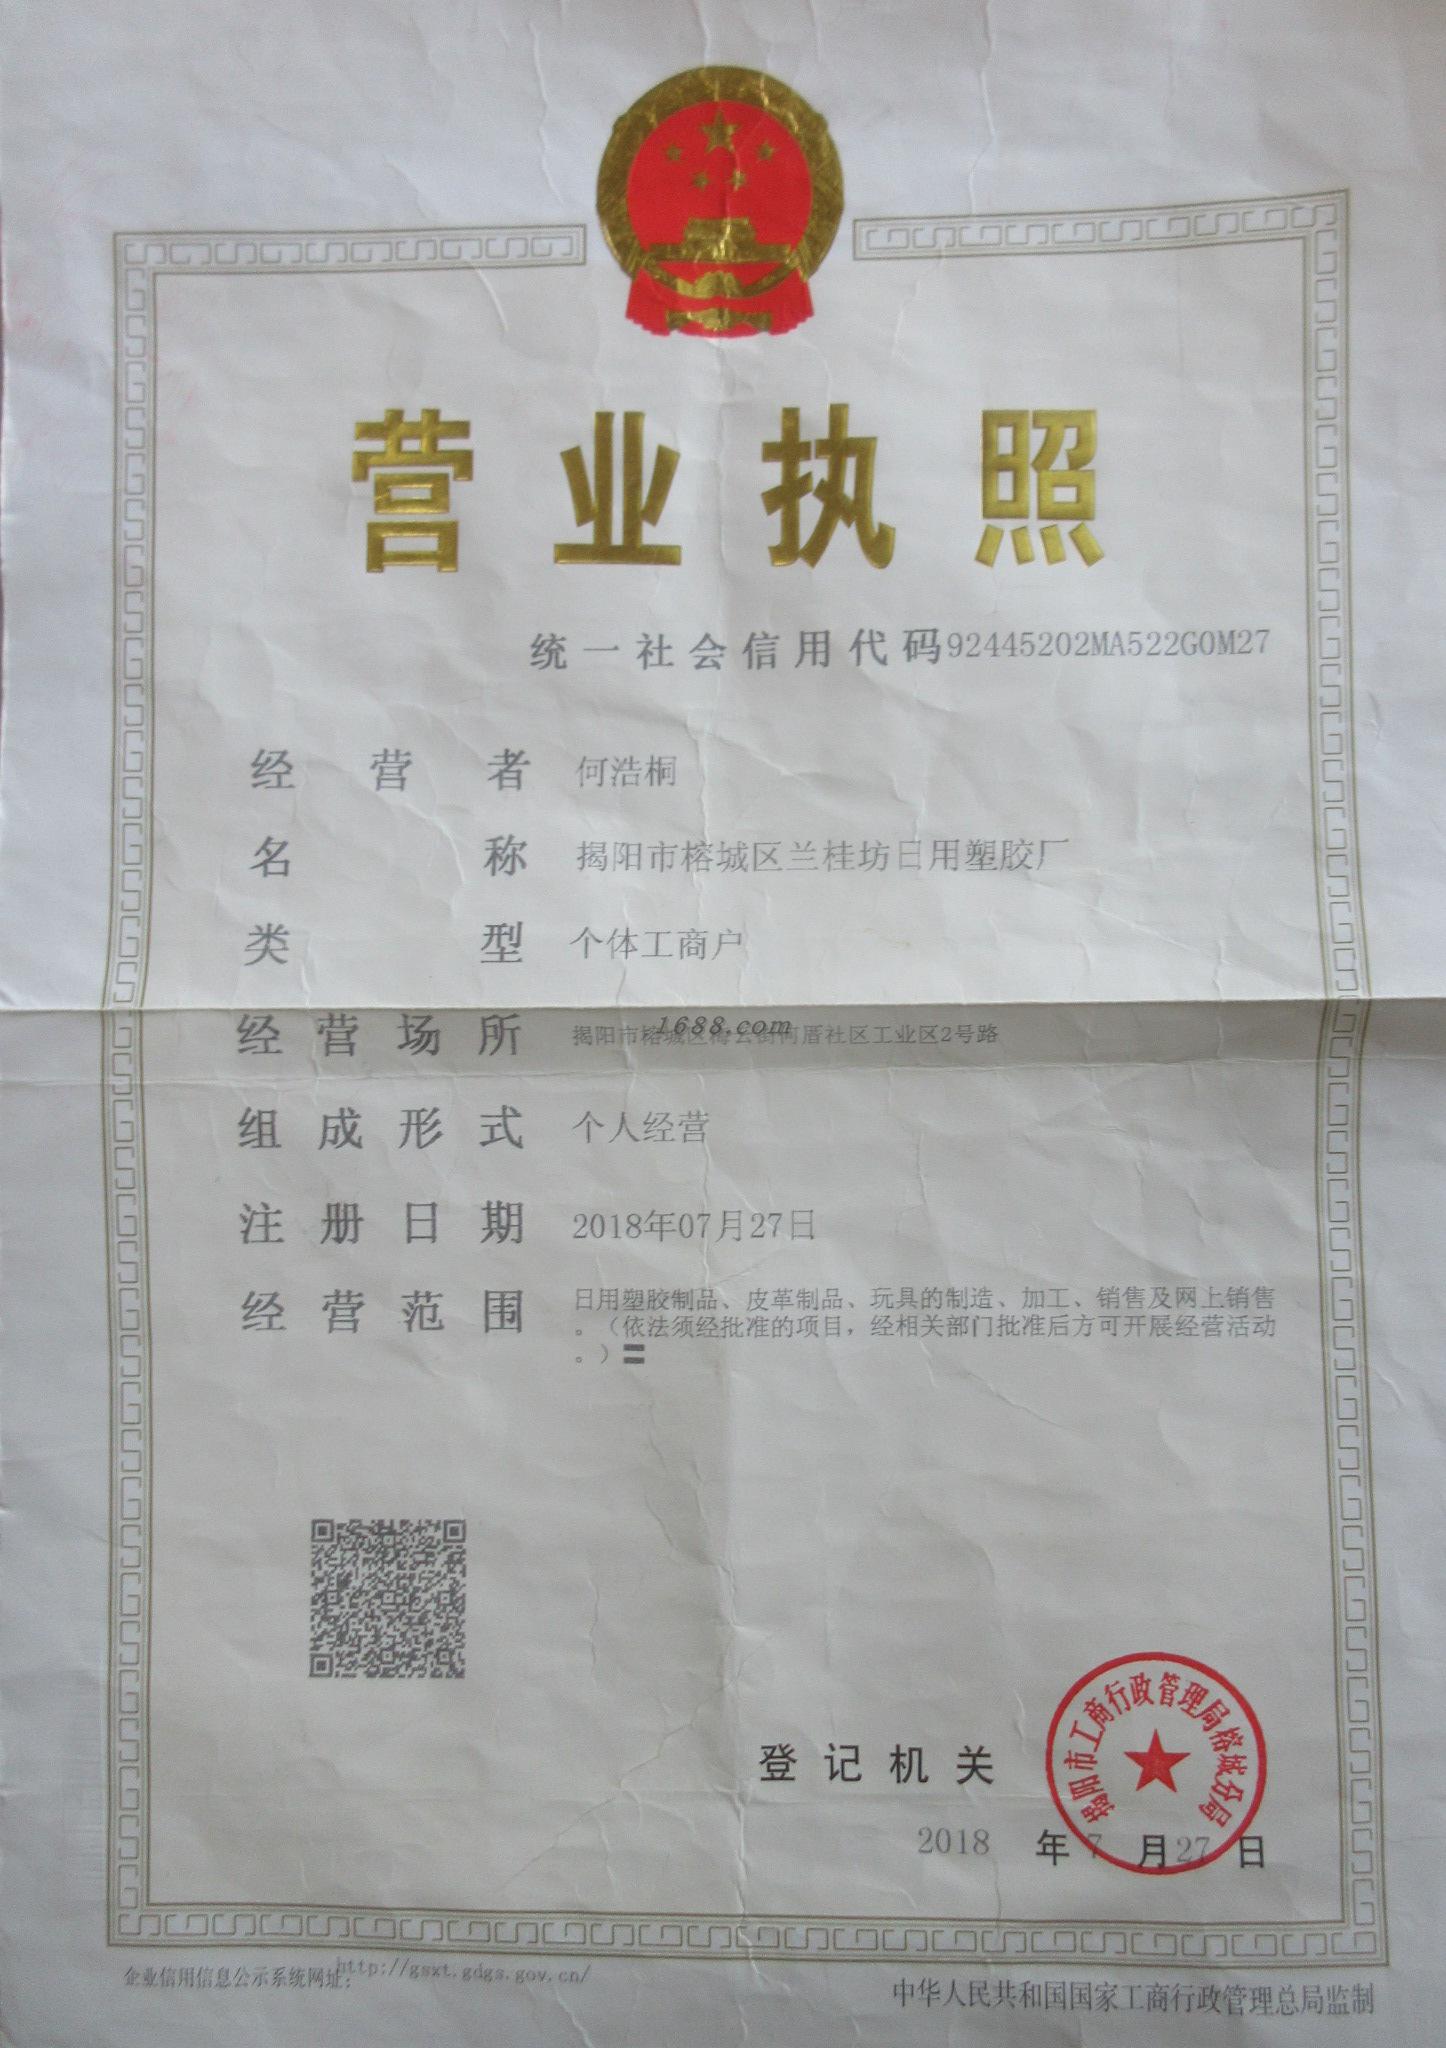 营业执照
统一社会信用代码92445202MA522G0M27
经营者 何浩桐
名称 揭阳市榕城区兰桂坊日用塑胶厂
类型 个体工商户
1688.com
经营场所 揭阳市榕城区梅云街何厝社区工业区2号路
组成形式 个人经营
注册日期 2018年07月27日
经营范围 日用塑胶制品、皮革制品、玩具的制造、加工、销售及网上销售
。（依法须经批准的项目，经相关部门批准后方可开展经营活动
。）〓
揭阳市工商行政管理局榕城分局
登记机关
2018 年 7 月 27 日
企业信用信息公示系统网址：http://gsxt.gdgs.gov.cn/
中华人民共和国国家工商行政管理总局监制